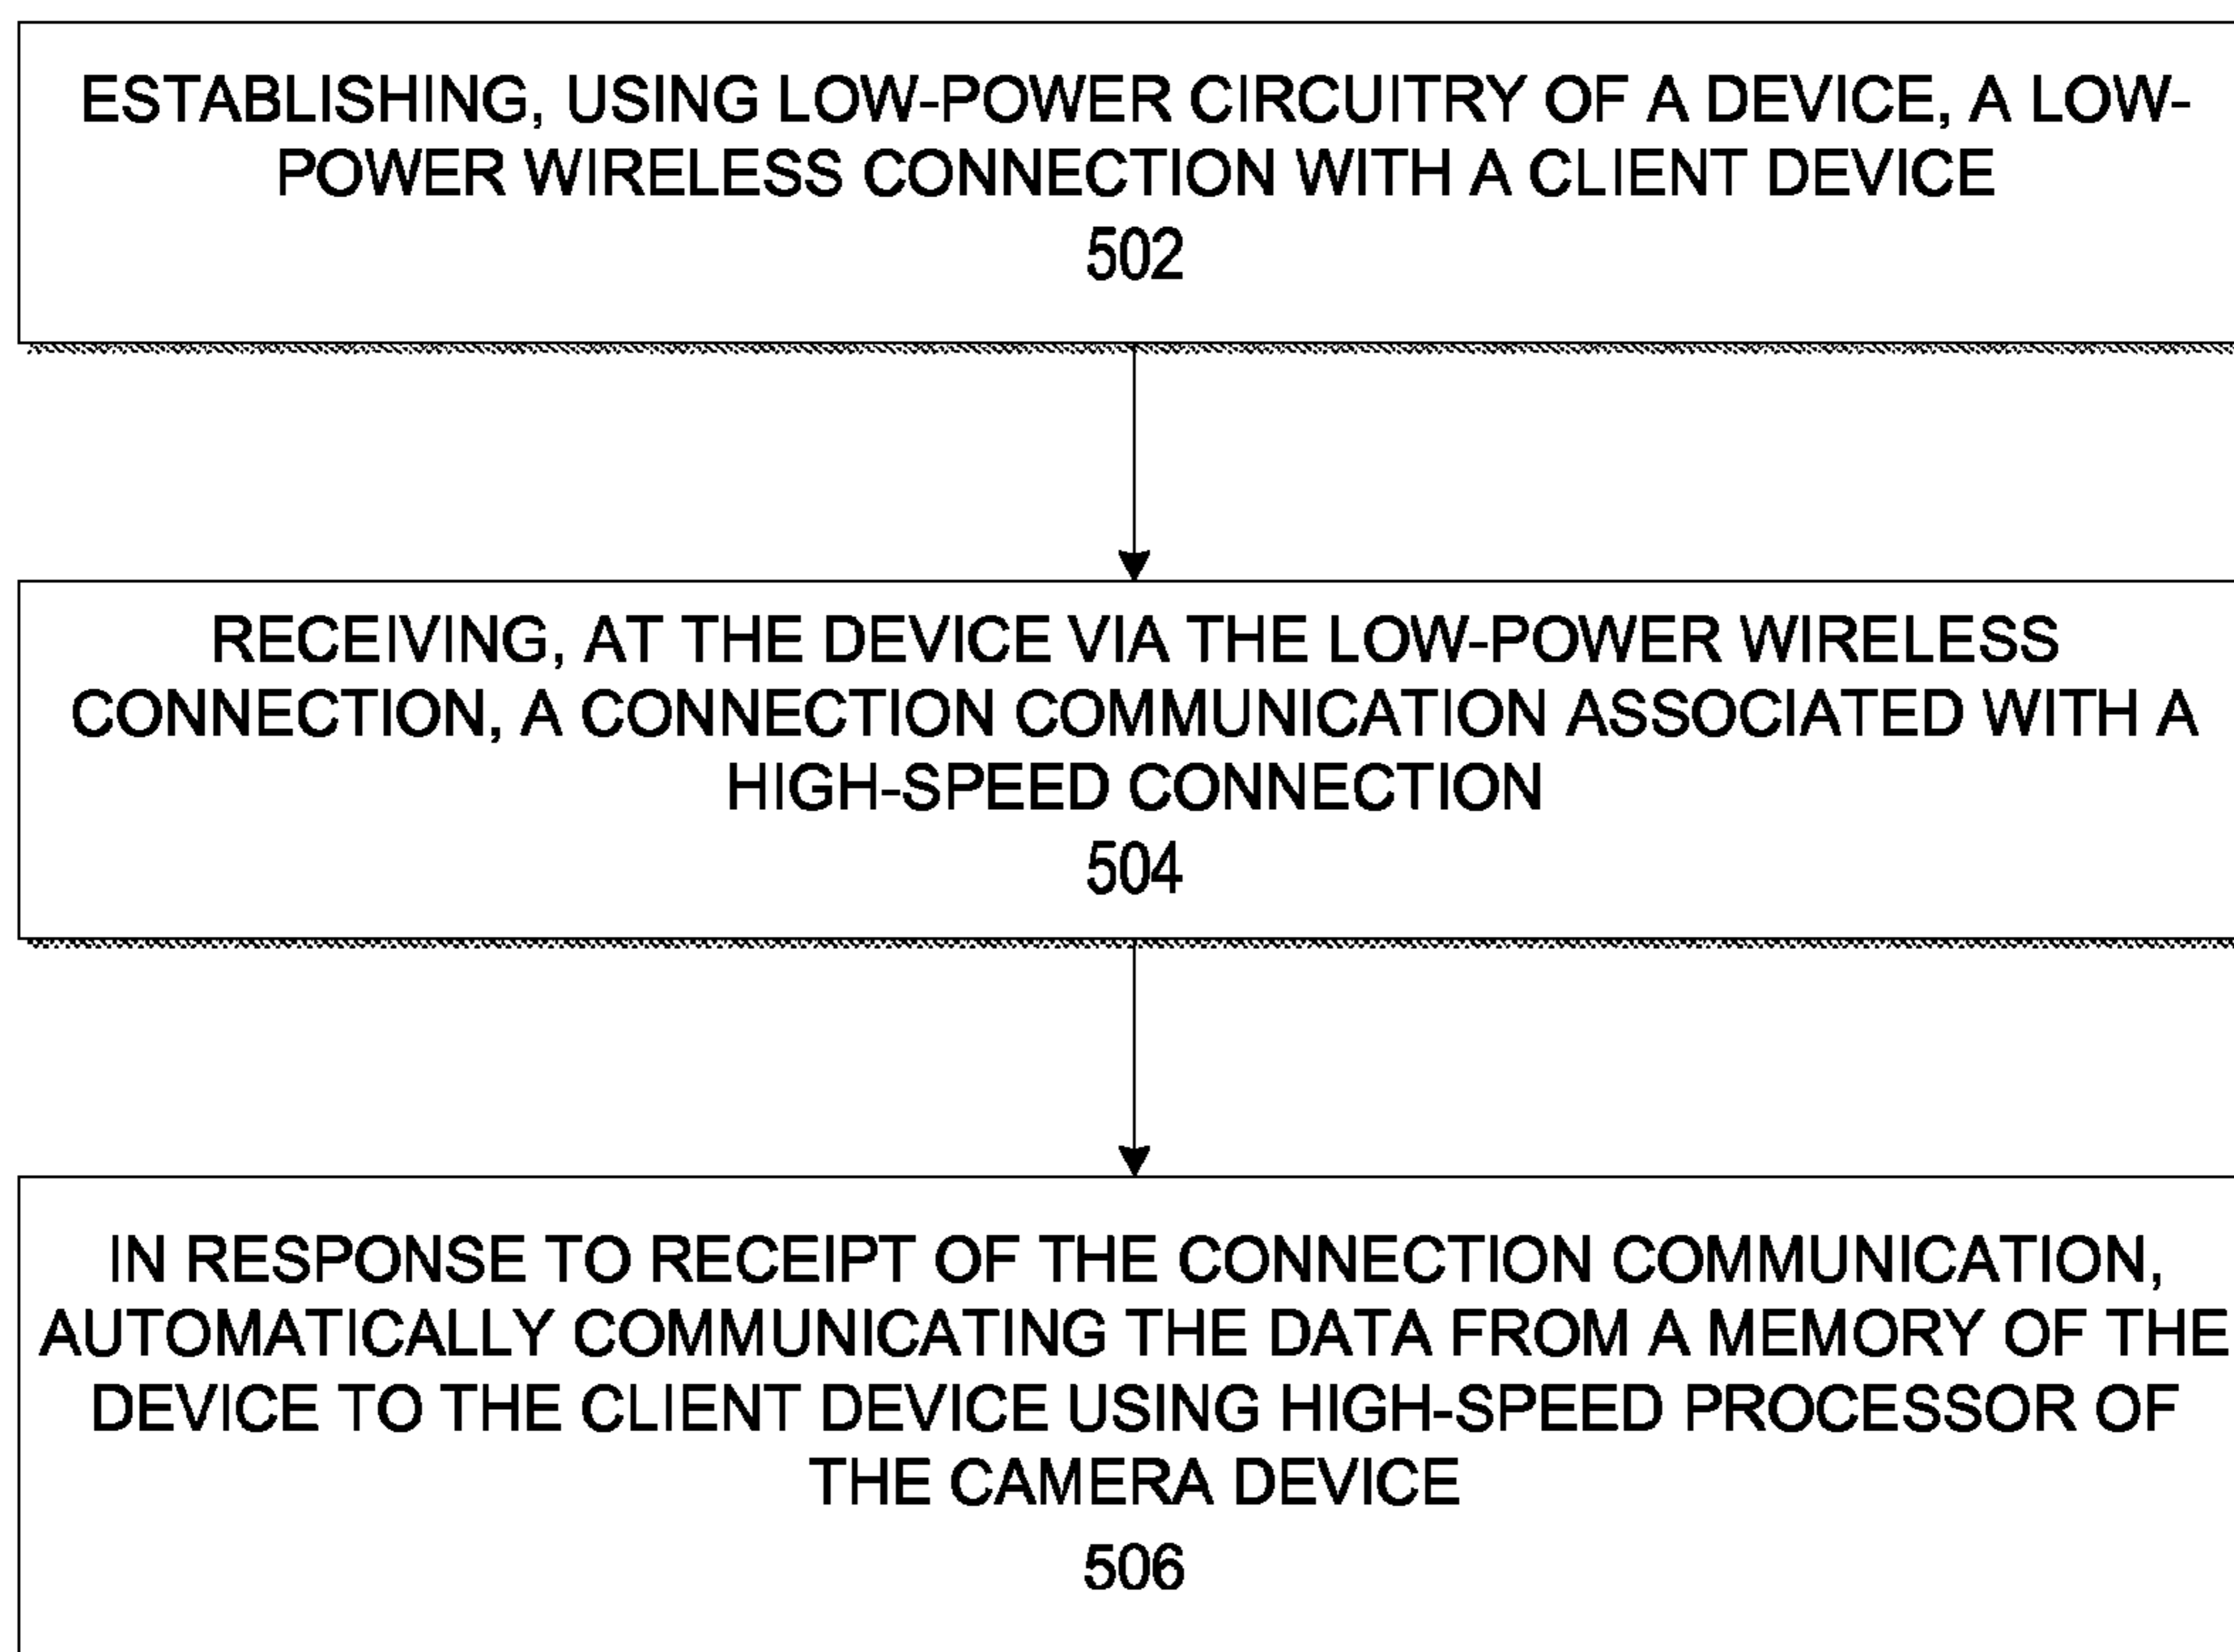 ESTABLISHING, USING LOW-POWER CIRCUITRY OF A DEVICE, A LOW-
POWER WIRELESS CONNECTION WITH A CLIENT DEVICE
502
RECEIVING, AT THE DEVICE VIA THE LOW-POWER WIRELESS
CONNECTION, A CONNECTION COMMUNICATION ASSOCIATED WITH A
HIGH-SPEED CONNECTION
504
IN RESPONSE TO RECEIPT OF THE CONNECTION COMMUNICATION,
AUTOMATICALLY COMMUNICATING THE DATA FROM A MEMORY OF THE
DEVICE TO THE CLIENT DEVICE USING HIGH-SPEED PROCESSOR OF
THE CAMERA DEVICE
506